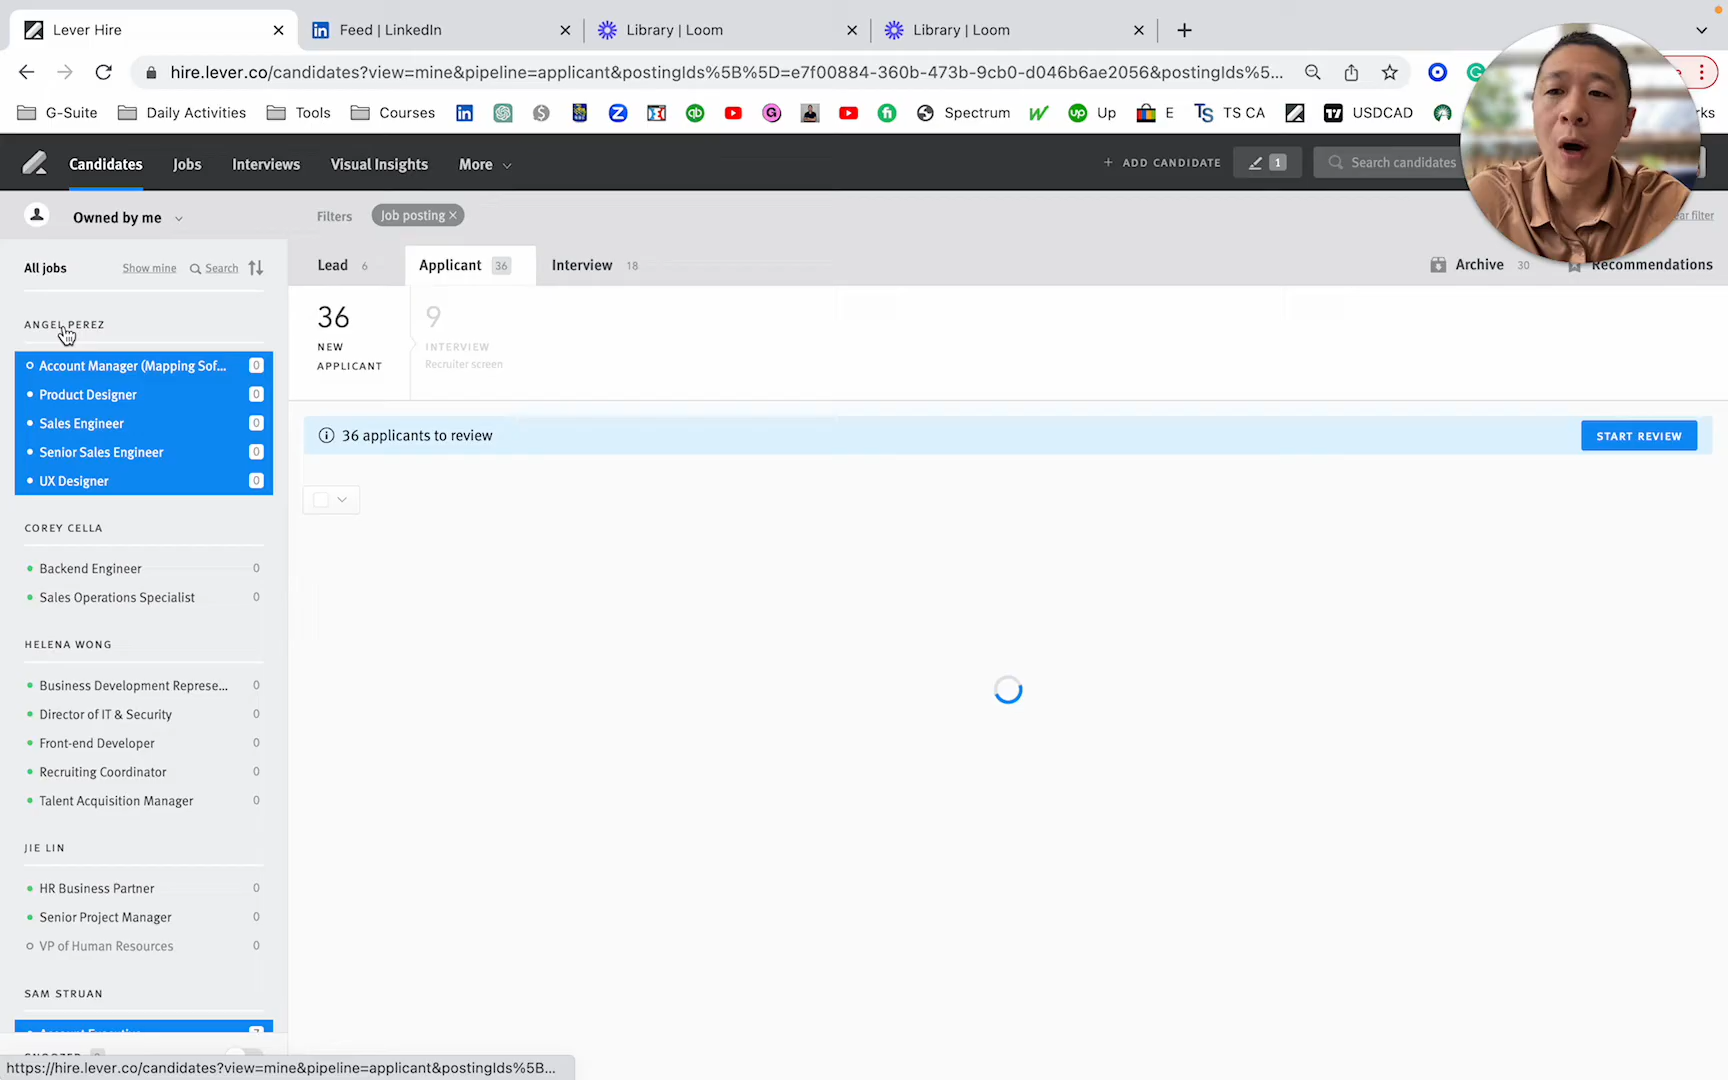 Lever Hire
Feed | LinkedIn
Library | Loom
Library | Loom
hire.lever.co/candidates?view=mine&pipeline=applicant&postingIds%5B%5D=e7f00884-360b-473b-9cb0-d046b6ae2056&postingIds%5...
G-Suite
Daily Activities
Tools
Courses
Spectrum
Up
E
TS CA
USDCAD
Candidates
Jobs
Interviews
Visual Insights
More
+ ADD CANDIDATE
1
Search candidates
Owned by me
Filters
Job posting
filter
All jobs
Show mine
Search
Lead 6
Applicant 36
Interview 18
Archive 30
Recommendations
ANGEL PEREZ
Account Manager (Mapping Sof... 0
Product Designer 0
Sales Engineer 0
Senior Sales Engineer 0
UX Designer 0
COREY CELLA
Backend Engineer 0
Sales Operations Specialist 0
HELENA WONG
Business Development Represe... 0
Director of IT & Security 0
Front-end Developer 0
Recruiting Coordinator 0
Talent Acquisition Manager 0
JIE LIN
HR Business Partner 0
Senior Project Manager 0
VP of Human Resources 0
SAM STRUAN
36
NEW
APPLICANT
9
INTERVIEW
Recruiter screen
36 applicants to review
START REVIEW
https://hire.lever.co/candidates?view=mine&pipeline=applicant&postingIds%5B...